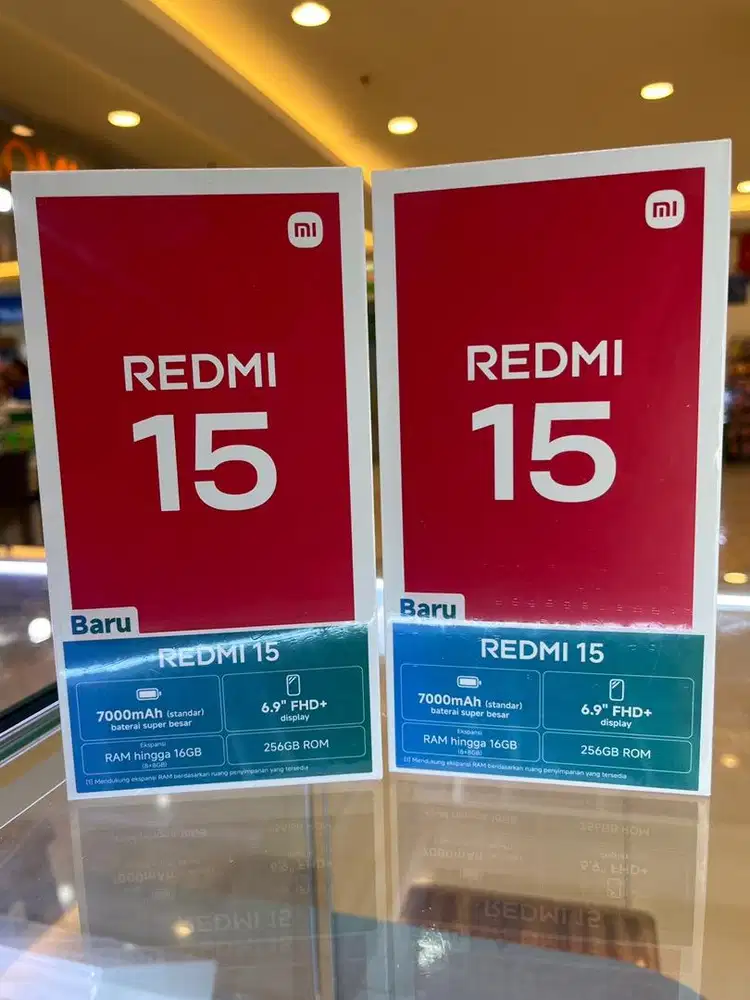 mi
REDMI
15
Baru
REDMI 15
7000mAh (standar)
baterai super besar
6.9" FHD+
display
Ekspansi
RAM hingga 16GB
(8+8GB)
256GB ROM
[1] Mendukung ekspansi RAM berdasarkan ruang penyimpanan yang tersedia
mi
REDMI
15
Baru
REDMI 15
7000mAh (standar)
baterai super besar
6.9" FHD+
display
Ekspansi
RAM hingga 16GB
(8+8GB)
256GB ROM
[1] Mendukung ekspansi RAM berdasarkan ruang penyimpanan yang tersedia